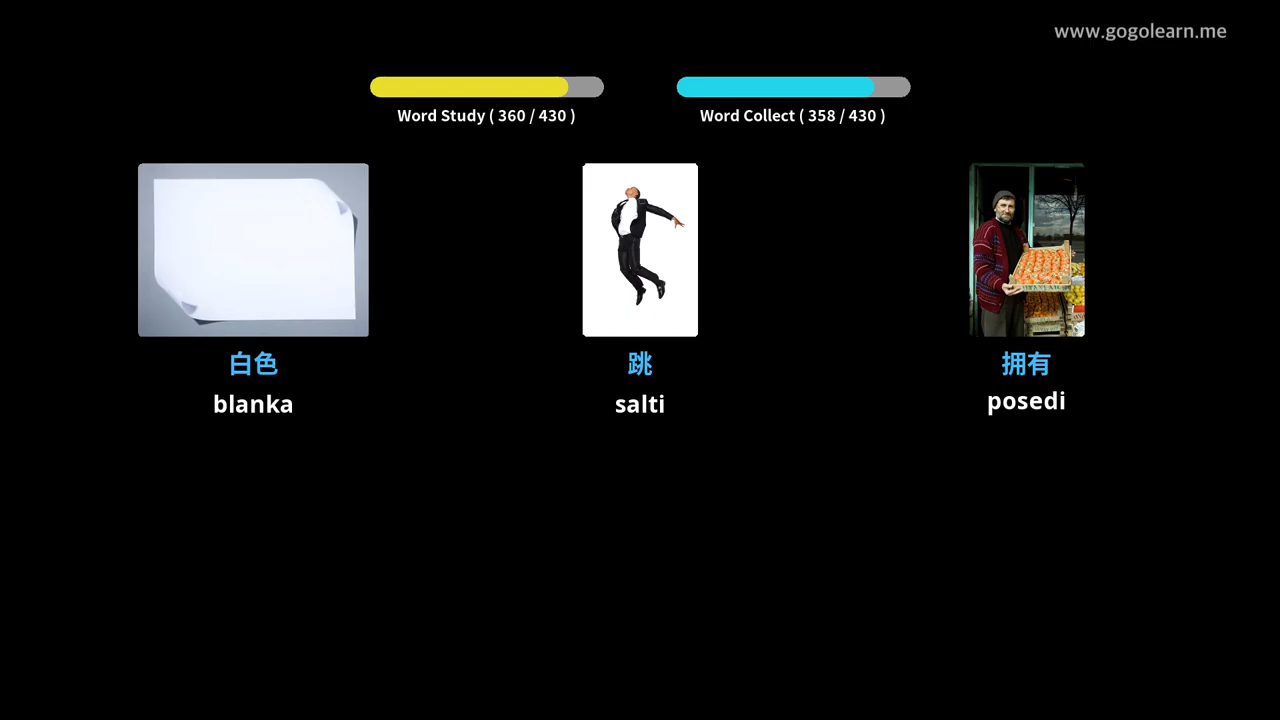 www.gogolearn.me
Word Study ( 360 / 430 )
Word Collect ( 358 / 430 )
白色
跳
拥有
blanka
salti
posedi